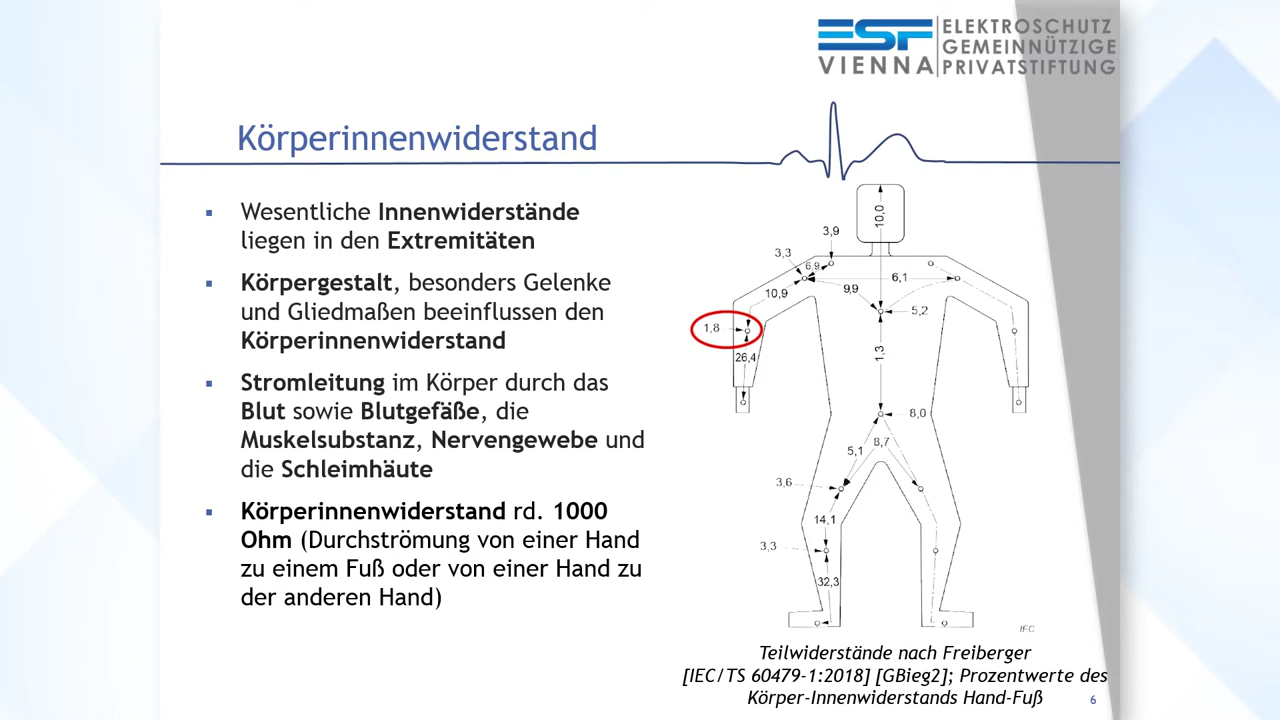 ESF
VIENNA
ELEKTROSCHUTZ
GEMEINNÜTZIGE
PRIVATSTIFTUNG
Körperinnenwiderstand
▪ Wesentliche Innenwiderstände
liegen in den Extremitäten
▪ Körpergestalt, besonders Gelenke
und Gliedmaßen beeinflussen den
Körperinnenwiderstand
▪ Stromleitung im Körper durch das
Blut sowie Blutgefäße, die
Muskelsubstanz, Nervengewebe und
die Schleimhäute
▪ Körperinnenwiderstand rd. 1000
Ohm (Durchströmung von einer Hand
zu einem Fuß oder von einer Hand zu
der anderen Hand)
10,0
3,9
3,3
6,9
6,1
10,9
9,9
5,2
1,8
1,3
26,4
8,0
8,7
5,1
3,6
14,1
3,3
32,3
IEC
Teilwiderstände nach Freiberger
[IEC/TS 60479-1:2018] [GBieg2]; Prozentwerte des
Körper-Innenwiderstands Hand-Fuß
6